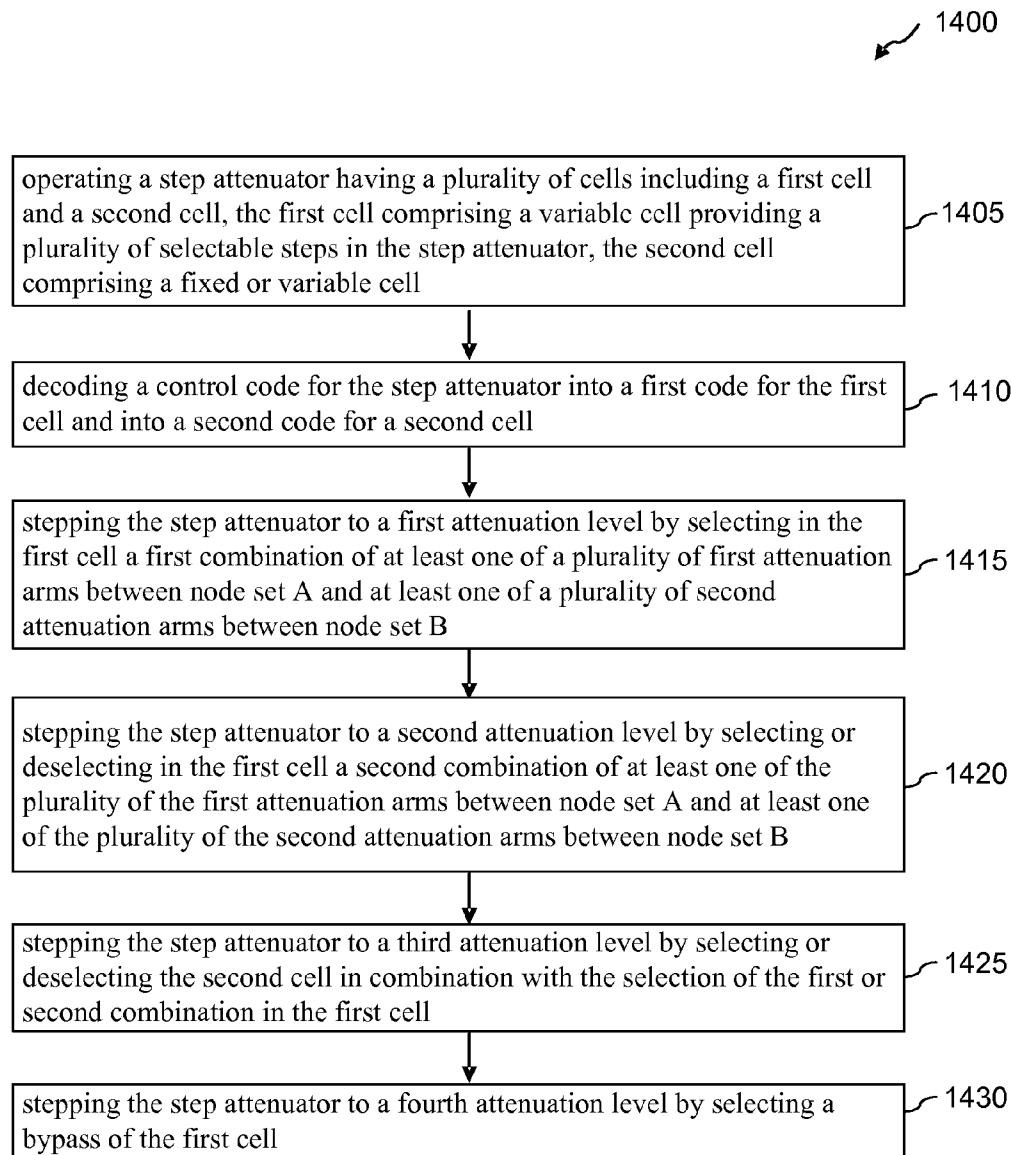 1400
operating a step attenuator having a plurality of cells including a first cell
and a second cell, the first cell comprising a variable cell providing a
plurality of selectable steps in the step attenuator, the second cell
comprising a fixed or variable cell
1405
decoding a control code for the step attenuator into a first code for the first
cell and into a second code for a second cell
1410
stepping the step attenuator to a first attenuation level by selecting in the
first cell a first combination of at least one of a plurality of first attenuation
arms between node set A and at least one of a plurality of second
attenuation arms between node set B
1415
stepping the step attenuator to a second attenuation level by selecting or
deselecting in the first cell a second combination of at least one of the
plurality of the first attenuation arms between node set A and at least one
of the plurality of the second attenuation arms between node set B
1420
stepping the step attenuator to a third attenuation level by selecting or
deselecting the second cell in combination with the selection of the first or
second combination in the first cell
1425
stepping the step attenuator to a fourth attenuation level by selecting a
bypass of the first cell
1430